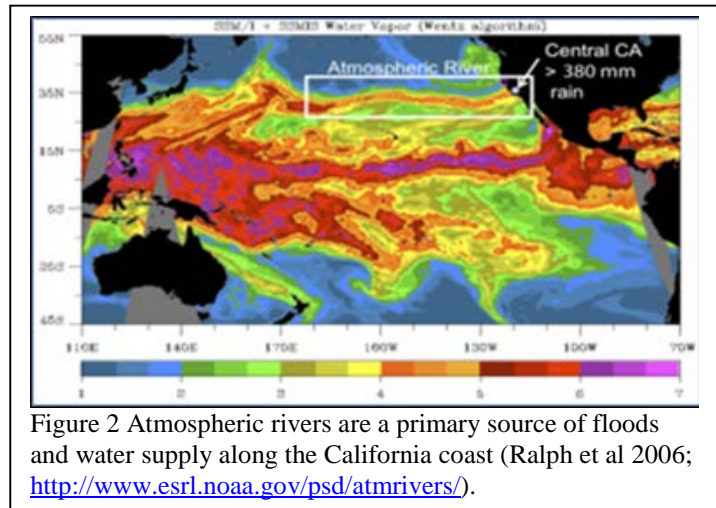 SSM/I + SSMIS Water Vapor (Wentz algorithm)
55N
35N
15N
5S
25S
45S
Atmospheric River
Central CA
> 380 mm
rain
110E 140E 170E 160W 130W 100W 70W
1 2 3 4 5 6 7
Figure 2 Atmospheric rivers are a primary source of floods
and water supply along the California coast (Ralph et al 2006;
http://www.esrl.noaa.gov/psd/atmrivers/).